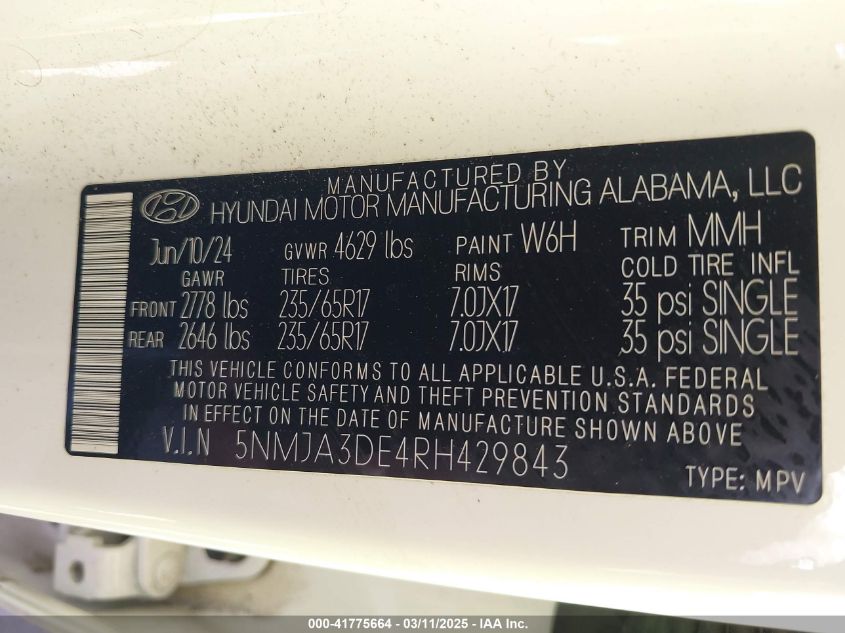 MANUFACTURED BY
HYUNDAI MOTOR MANUFACTURING ALABAMA, LLC
Jun/10/24 GVWR 4629 lbs PAINT W6H TRIM MMH
GAWR TIRES RIMS COLD TIRE INFL
FRONT 2778 lbs 235/65R17 7.0JX17 35 psi SINGLE
REAR 2646 lbs 235/65R17 7.0JX17 35 psi SINGLE
THIS VEHICLE CONFORMS TO ALL APPLICABLE U.S.A. FEDERAL
MOTOR VEHICLE SAFETY AND THEFT PREVENTION STANDARDS
IN EFFECT ON THE DATE OF MANUFACTURE SHOWN ABOVE
V.I.N 5NMJA3DE4RH429843
TYPE: MPV
000-41775664 - 03/11/2025 - IAA Inc.